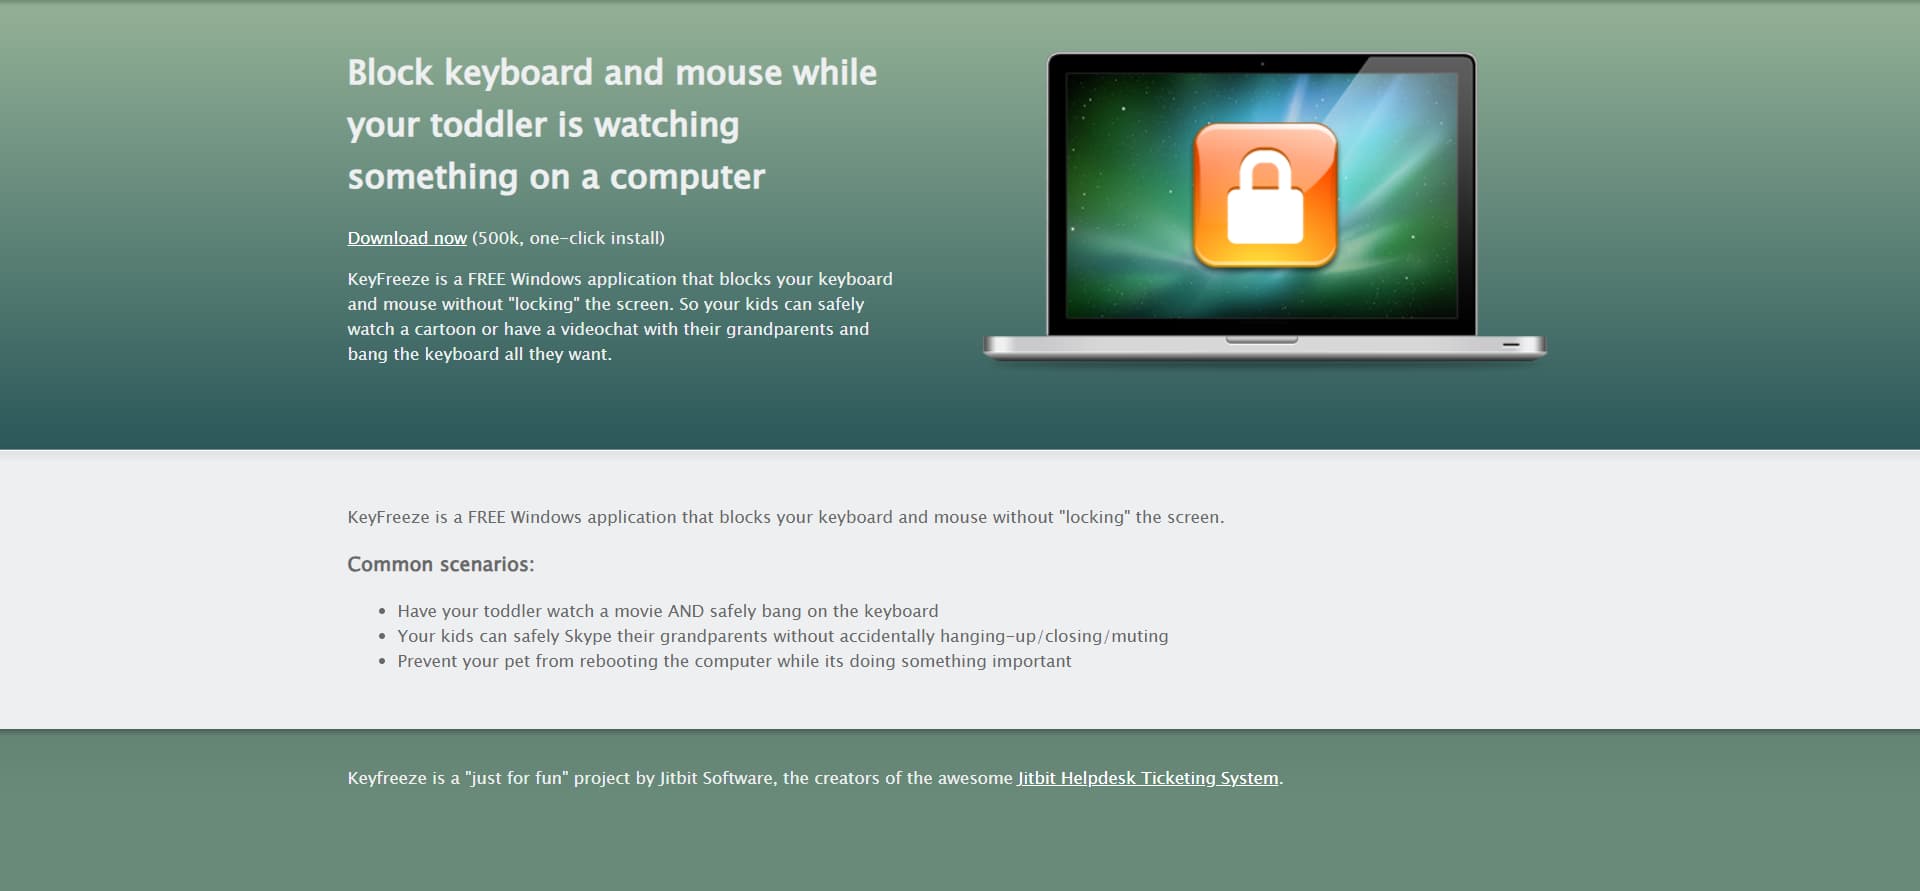 Block keyboard and mouse while
your toddler is watching
something on a computer
Download now (500k, one-click install)
KeyFreeze is a FREE Windows application that blocks your keyboard
and mouse without "locking" the screen. So your kids can safely
watch a cartoon or have a videochat with their grandparents and
bang the keyboard all they want.
KeyFreeze is a FREE Windows application that blocks your keyboard and mouse without "locking" the screen.
Common scenarios:
• Have your toddler watch a movie AND safely bang on the keyboard
• Your kids can safely Skype their grandparents without accidentally hanging-up/closing/muting
• Prevent your pet from rebooting the computer while its doing something important
Keyfreeze is a "just for fun" project by Jitbit Software, the creators of the awesome Jitbit Helpdesk Ticketing System.